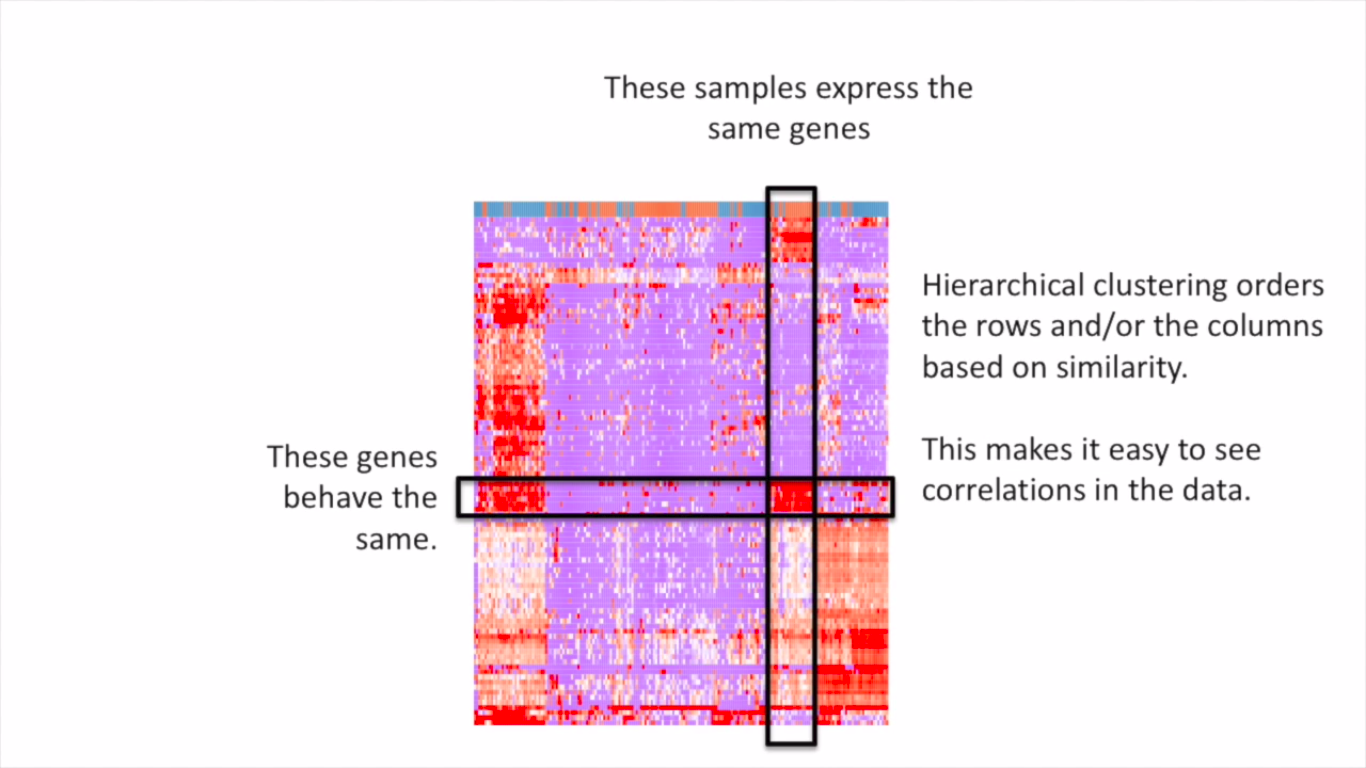 These samples express the
same genes
Hierarchical clustering orders
the rows and/or the columns
based on similarity.
These genes
behave the
same.
This makes it easy to see
correlations in the data.